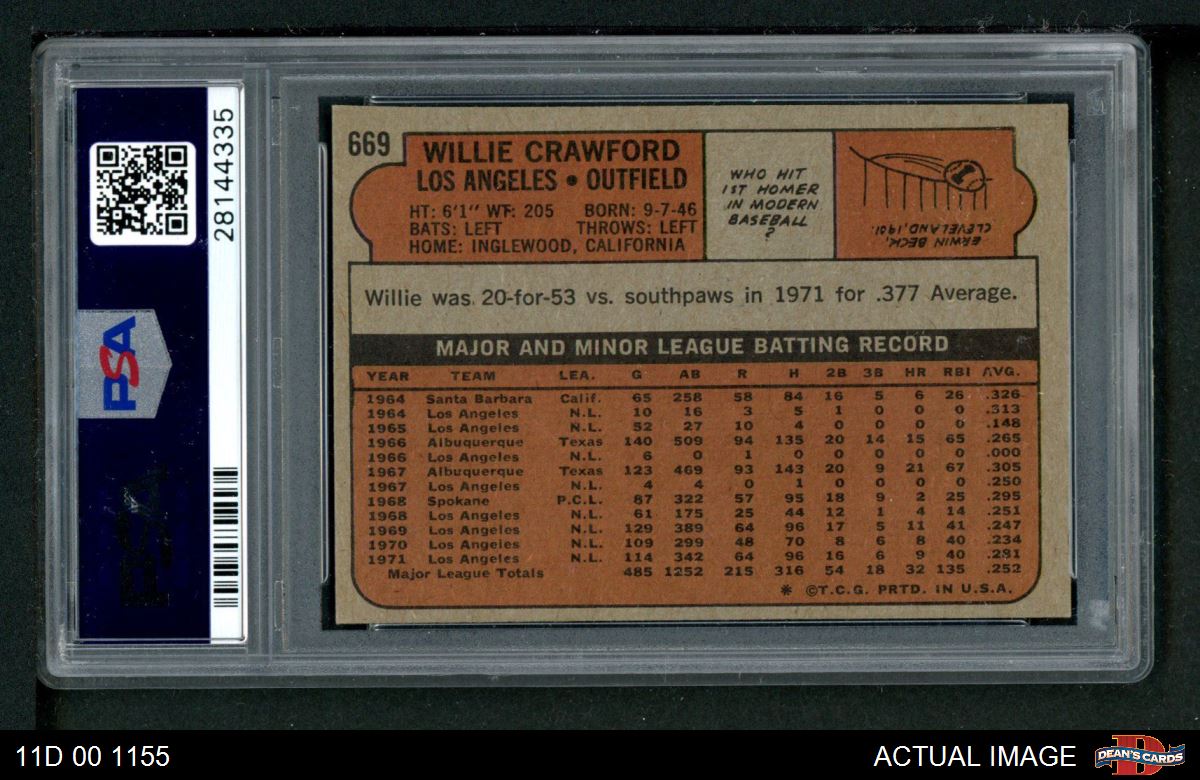 28144335
PSA
669
WILLIE CRAWFORD
LOS ANGELES • OUTFIELD
HT: 6'1" WT: 205 BORN: 9-7-46
BATS: LEFT THROWS: LEFT
HOME: INGLEWOOD, CALIFORNIA
WHO HIT
1ST HOMER
IN MODERN
BASEBALL
?
ERWIN BECK,
CLEVELAND, 1901.
Willie was 20-for-53 vs. southpaws in 1971 for .377 Average.
MAJOR AND MINOR LEAGUE BATTING RECORD
YEAR TEAM LEA. G AB R H 2B 3B HR RBI AVG.
1964 Santa Barbara Calif. 65 258 58 84 16 5 6 26 .326
1964 Los Angeles N.L. 10 16 3 5 1 0 0 0 .313
1965 Los Angeles N.L. 52 27 10 4 0 0 0 0 .148
1966 Albuquerque Texas 140 509 94 135 20 14 15 65 .265
1966 Los Angeles N.L. 6 0 1 0 0 0 0 0 .000
1967 Albuquerque Texas 123 469 93 143 20 9 21 67 .305
1967 Los Angeles N.L. 4 4 0 1 0 0 0 0 .250
1968 Spokane P.C.L. 87 322 57 95 18 9 2 25 .295
1968 Los Angeles N.L. 61 175 25 44 12 1 4 14 .251
1969 Los Angeles N.L. 129 389 64 96 17 5 11 41 .247
1970 Los Angeles N.L. 109 299 48 70 8 6 8 40 .234
1971 Los Angeles N.L. 114 342 64 96 16 6 9 40 .281
Major League Totals 485 1252 215 316 54 18 32 135 .252
* ©T.C.G. PRTD. IN U.S.A.
11D 00 1155
ACTUAL IMAGE
DEAN'S CARDS